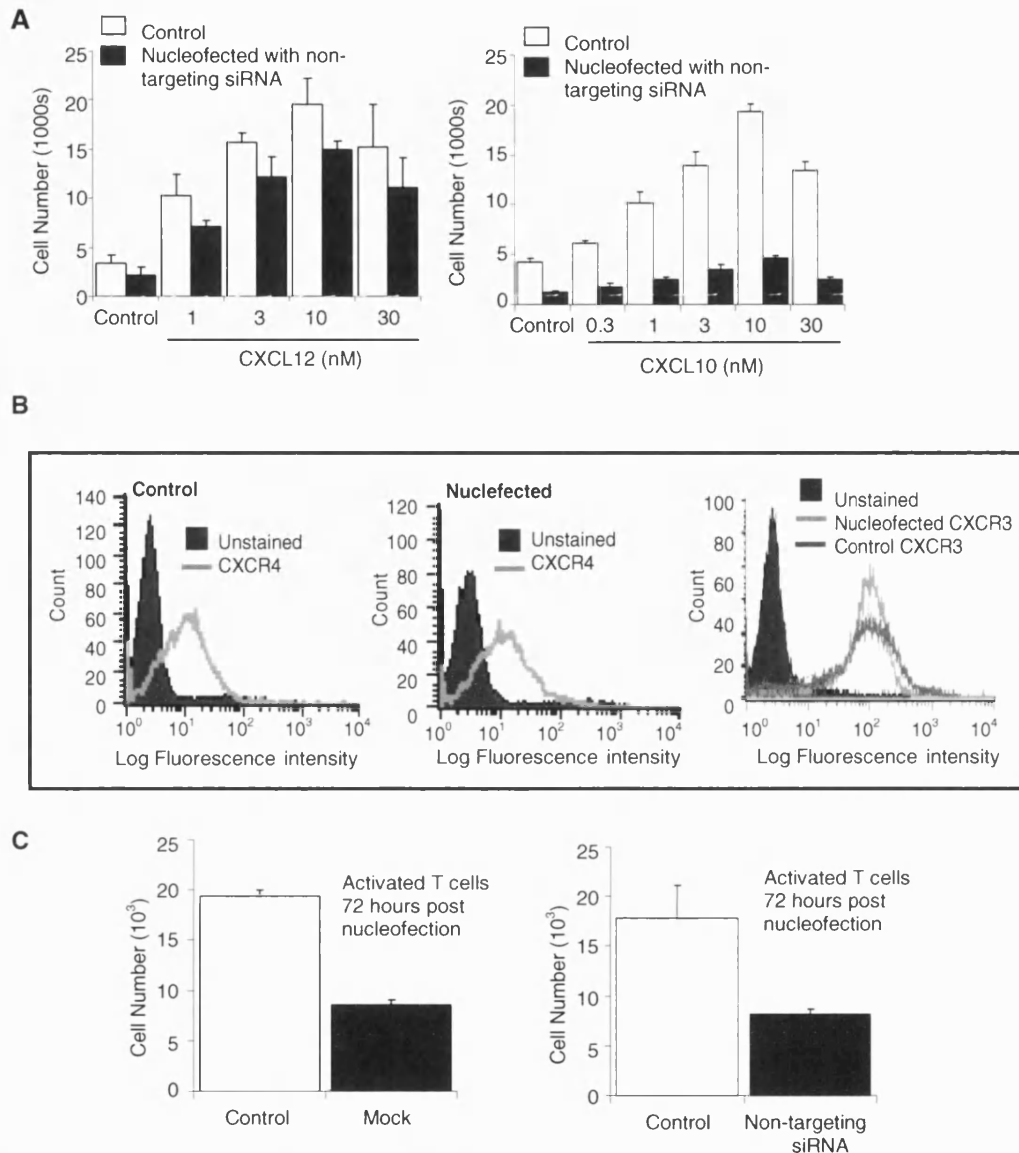 A
Control
Nucleofected with non-
targeting siRNA
25
20
15
10
5
0
Cell Number (1000s)
Control
1
3
10
30
CXCL12 (nM)
Control
Nucleofected with non-
targeting siRNA
25
20
15
10
5
0
Cell Number (1000s)
Control
0.3
1
3
10
30
CXCL10 (nM)
B
Control
140
120
100
80
60
40
20
0
Count
Unstained
CXCR4
10⁰
10¹
10²
10³
10⁴
Log Fluorescence intensity
Nuclefected
120
100
80
60
40
20
0
Count
Unstained
CXCR4
10⁰
10¹
10²
10³
10⁴
Log Fluorescence intensity
Unstained
Nucleofected CXCR3
Control CXCR3
100
80
60
40
20
0
Count
10⁰
10¹
10²
10³
10⁴
Log Fluorescence intensity
C
25
20
15
10
5
0
Cell Number (10³)
Activated T cells
72 hours post
nucleofection
Control
Mock
25
20
15
10
5
0
Cell Number (10³)
Activated T cells
72 hours post
nucleofection
Control
Non-targeting
siRNA